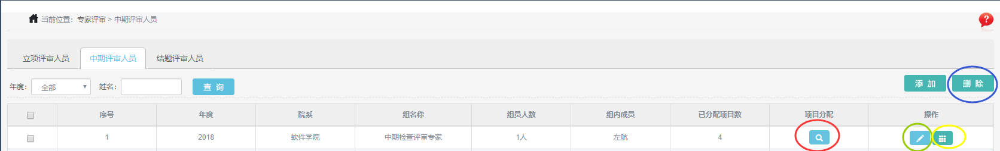 当前位置：专家评审 > 中期评审人员
?
立项评审人员 中期评审人员 结题评审人员
年度： 全部 姓名： 查 询 添 加 删 除
序号 年度 院系 组名称 组员人数 组内成员 已分配项目数 项目分配 操作
1 2018 软件学院 中期检查评审专家 1人 左航 4